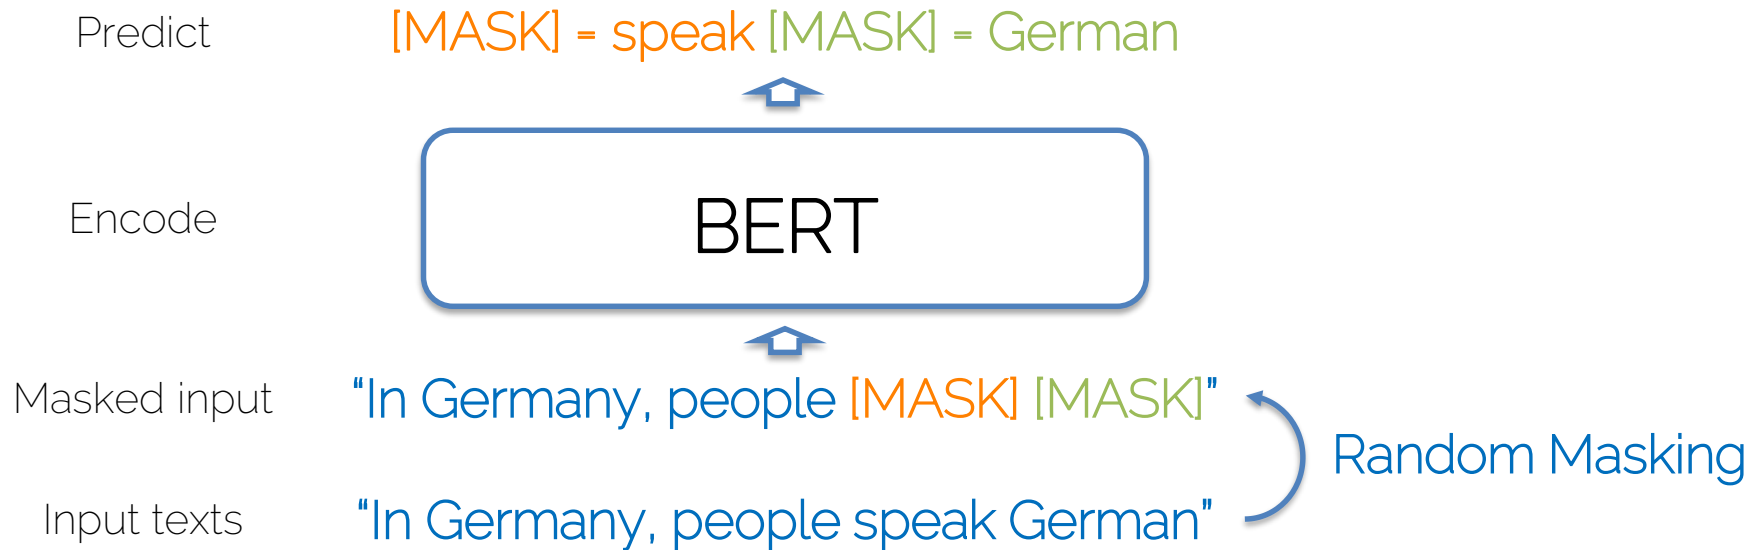 Predict [MASK] = speak [MASK] = German
Encode BERT
Masked input “In Germany, people [MASK] [MASK]”
Random Masking
Input texts “In Germany, people speak German”